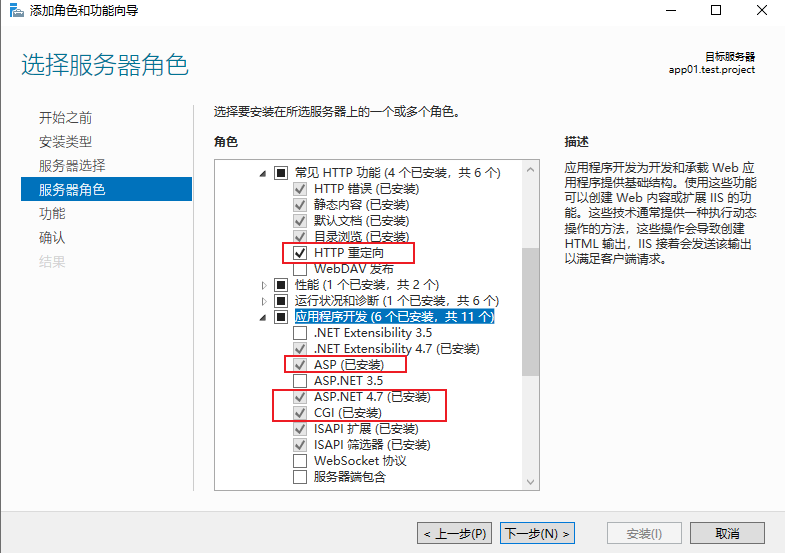 添加角色和功能向导
选择服务器角色
目标服务器
app01.test.project
开始之前
安装类型
服务器选择
服务器角色
功能
确认
结果
选择要安装在所选服务器上的一个或多个角色。
角色
常见 HTTP 功能 (4 个已安装，共 6 个)
HTTP 错误 (已安装)
静态内容 (已安装)
默认文档 (已安装)
目录浏览 (已安装)
HTTP 重定向
WebDAV 发布
性能 (1 个已安装，共 2 个)
运行状况和诊断 (1 个已安装，共 6 个)
应用程序开发 (6 个已安装，共 11 个)
.NET Extensibility 3.5
.NET Extensibility 4.7 (已安装)
ASP (已安装)
ASP.NET 3.5
ASP.NET 4.7 (已安装)
CGI (已安装)
ISAPI 扩展 (已安装)
ISAPI 筛选器 (已安装)
WebSocket 协议
服务器端包含
描述
应用程序开发为开发和承载 Web 应
用程序提供基础结构。使用这些功能
可以创建 Web 内容或扩展 IIS 的功
能。这些技术通常提供一种执行动态
操作的方法，这些操作会导致创建
HTML 输出，IIS 接着会发送该输出
以满足客户端请求。
< 上一步(P)
下一步(N) >
安装(I)
取消